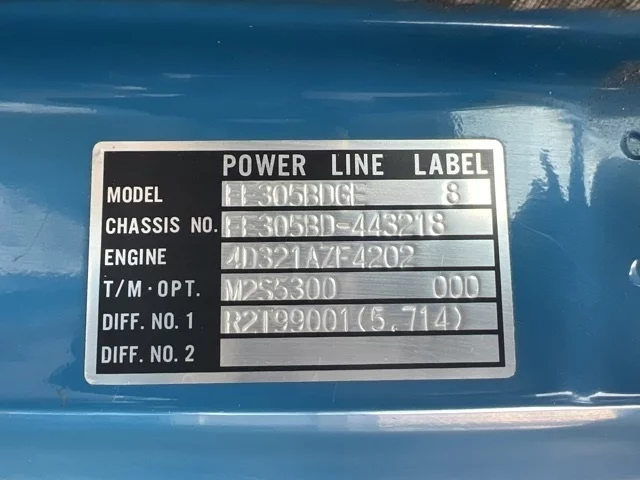 POWER LINE LABEL
MODEL FE305BDGE 8
CHASSIS NO. FE305BD-443218
ENGINE 4D321AZF4202
T/M·OPT. M2S5300 000
DIFF. NO. 1 R2T99001(5.714)
DIFF. NO. 2